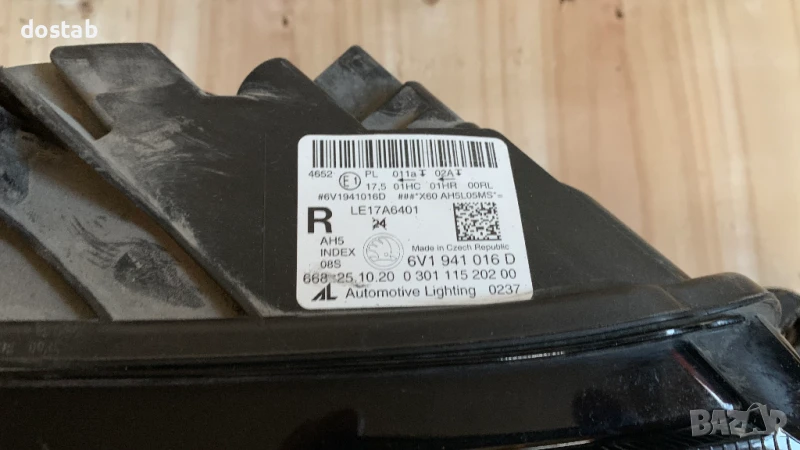 dostab
4652 E1 PL 011a 02A
17,5 01HC 01HR 00RL
#6V1941016D ###*X60 AH5L05MS*=
R LE17A6401
24
AH5
INDEX
08S
Made in Czech Republic
6V1 941 016 D
668 25.10.20 0 301 115 202 00
AL Automotive Lighting 0237
BAZAR